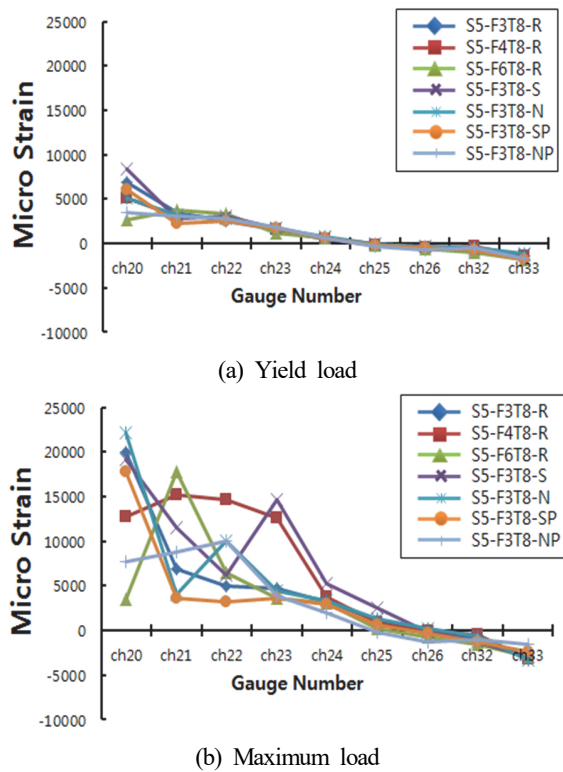 25000
20000
15000
10000
5000
0
-5000
-10000
Micro Strain
S5-F3T8-R
S5-F4T8-R
S5-F6T8-R
S5-F3T8-S
S5-F3T8-N
S5-F3T8-SP
S5-F3T8-NP
ch20 ch21 ch22 ch23 ch24 ch25 ch26 ch32 ch33
Gauge Number
(a) Yield load
25000
20000
15000
10000
5000
0
-5000
-10000
Micro Strain
S5-F3T8-R
S5-F4T8-R
S5-F6T8-R
S5-F3T8-S
S5-F3T8-N
S5-F3T8-SP
S5-F3T8-NP
ch20 ch21 ch22 ch23 ch24 ch25 ch26 ch32 ch33
Gauge Number
(b) Maximum load